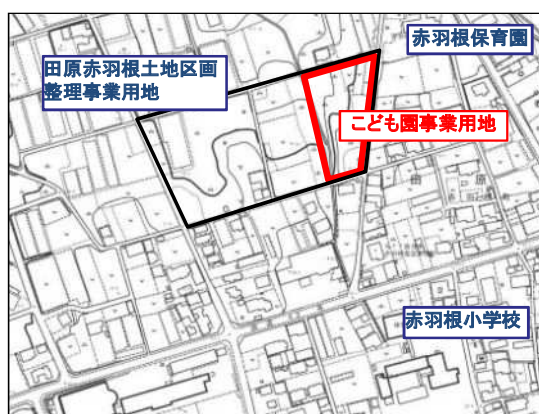 赤羽根保育園
田原赤羽根土地区画
整理事業用地
こども園事業用地
赤羽根小学校